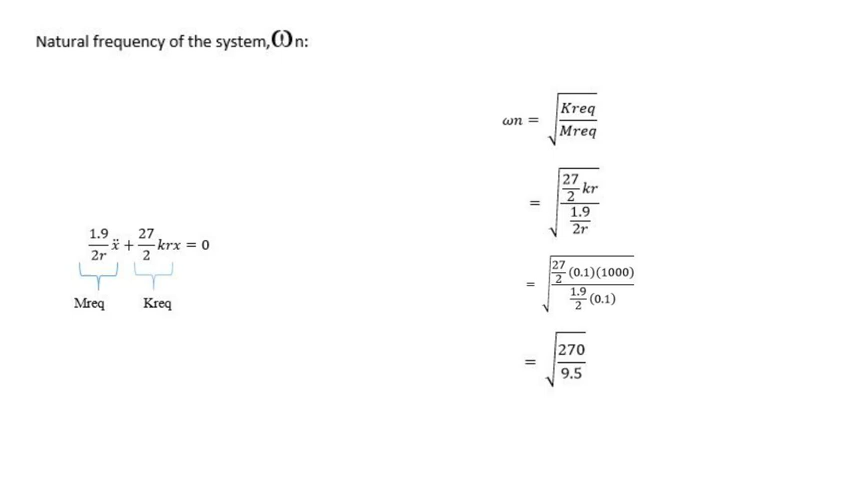 Natural frequency of the system,ωn:
ωn = √(Kreq/Mreq)
= √((27/2 kr)/(1.9/2r))
1.9/2r ẍ + 27/2 krx = 0
= √((27/2 (0.1)(1000))/(1.9/2 (0.1)))
Mreq Kreq
= √(270/9.5)